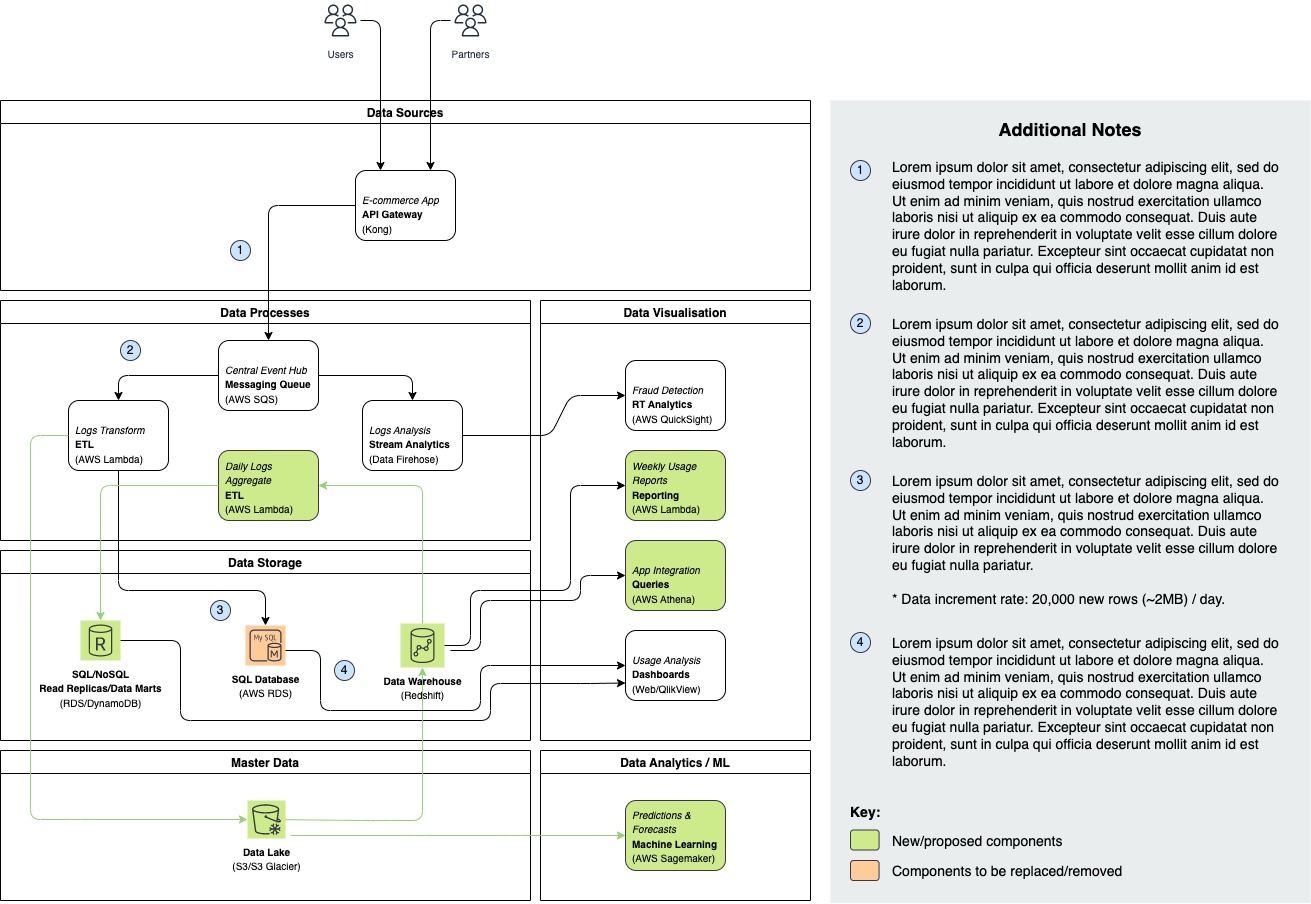 Users
Partners
Data Sources
E-commerce App
API Gateway
(Kong)
1
Data Processes
2
Central Event Hub
Messaging Queue
(AWS SQS)
Logs Transform
ETL
(AWS Lambda)
Logs Analysis
Stream Analytics
(Data Firehose)
Daily Logs
Aggregate
ETL
(AWS Lambda)
Data Visualisation
Fraud Detection
RT Analytics
(AWS QuickSight)
Weekly Usage
Reports
Reporting
(AWS Lambda)
App Integration
Queries
(AWS Athena)
Usage Analysis
Dashboards
(Web/QlikView)
Data Storage
3
R
SQL/NoSQL
Read Replicas/Data Marts
(RDS/DynamoDB)
My SQL
M
SQL Database
(AWS RDS)
4
Data Warehouse
(Redshift)
Master Data
Data Lake
(S3/S3 Glacier)
Data Analytics / ML
Predictions &
Forecasts
Machine Learning
(AWS Sagemaker)
Additional Notes
1
Lorem ipsum dolor sit amet, consectetur adipiscing elit, sed do
eiusmod tempor incididunt ut labore et dolore magna aliqua.
Ut enim ad minim veniam, quis nostrud exercitation ullamco
laboris nisi ut aliquip ex ea commodo consequat. Duis aute
irure dolor in reprehenderit in voluptate velit esse cillum dolore
eu fugiat nulla pariatur. Excepteur sint occaecat cupidatat non
proident, sunt in culpa qui officia deserunt mollit anim id est
laborum.
2
Lorem ipsum dolor sit amet, consectetur adipiscing elit, sed do
eiusmod tempor incididunt ut labore et dolore magna aliqua.
Ut enim ad minim veniam, quis nostrud exercitation ullamco
laboris nisi ut aliquip ex ea commodo consequat. Duis aute
irure dolor in reprehenderit in voluptate velit esse cillum dolore
eu fugiat nulla pariatur. Excepteur sint occaecat cupidatat non
proident, sunt in culpa qui officia deserunt mollit anim id est
laborum.
3
Lorem ipsum dolor sit amet, consectetur adipiscing elit, sed do
eiusmod tempor incididunt ut labore et dolore magna aliqua.
Ut enim ad minim veniam, quis nostrud exercitation ullamco
laboris nisi ut aliquip ex ea commodo consequat. Duis aute
irure dolor in reprehenderit in voluptate velit esse cillum dolore
eu fugiat nulla pariatur.
* Data increment rate: 20,000 new rows (~2MB) / day.
4
Lorem ipsum dolor sit amet, consectetur adipiscing elit, sed do
eiusmod tempor incididunt ut labore et dolore magna aliqua.
Ut enim ad minim veniam, quis nostrud exercitation ullamco
laboris nisi ut aliquip ex ea commodo consequat. Duis aute
irure dolor in reprehenderit in voluptate velit esse cillum dolore
eu fugiat nulla pariatur. Excepteur sint occaecat cupidatat non
proident, sunt in culpa qui officia deserunt mollit anim id est
laborum.
Key:
New/proposed components
Components to be replaced/removed